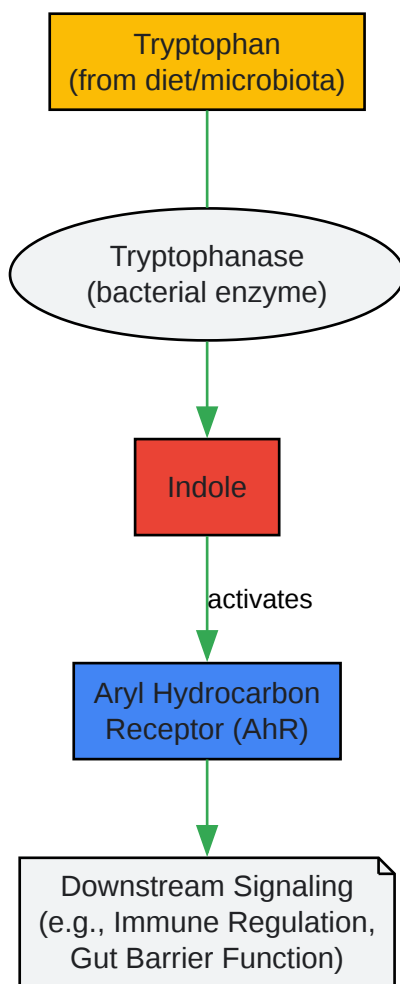 Tryptophan
(from diet/microbiota)
Tryptophanase
(bacterial enzyme)
Indole
activates
Aryl Hydrocarbon
Receptor (AhR)
Downstream Signaling
(e.g., Immune Regulation,
Gut Barrier Function)